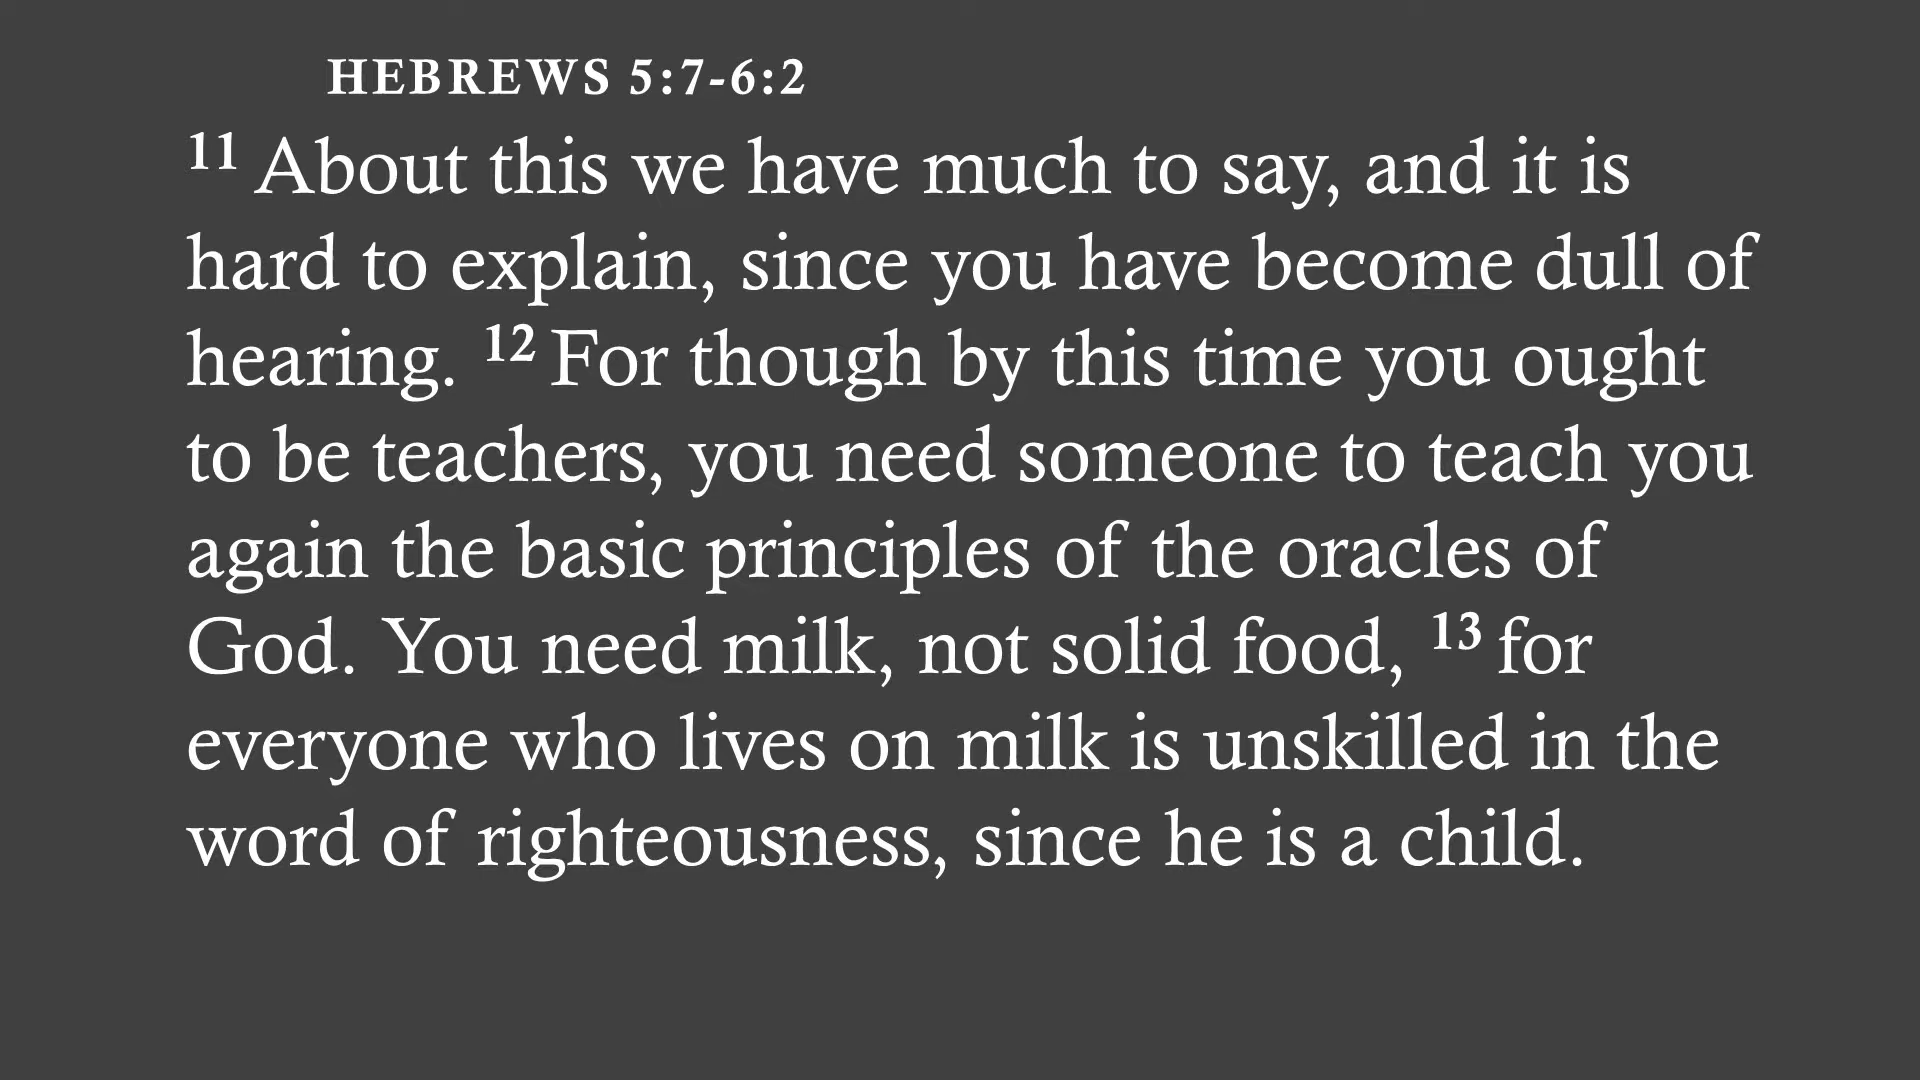 HEBREWS 5:7-6:2
11 About this we have much to say, and it is
hard to explain, since you have become dull of
hearing. 12 For though by this time you ought
to be teachers, you need someone to teach you
again the basic principles of the oracles of
God. You need milk, not solid food, 13 for
everyone who lives on milk is unskilled in the
word of righteousness, since he is a child.